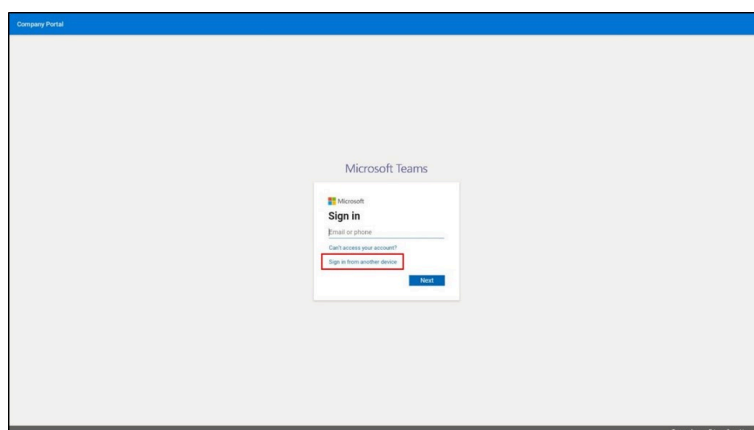 Company Portal
Microsoft Teams
Microsoft
Sign in
Email or phone
Can't access your account?
Sign in from another device
Next